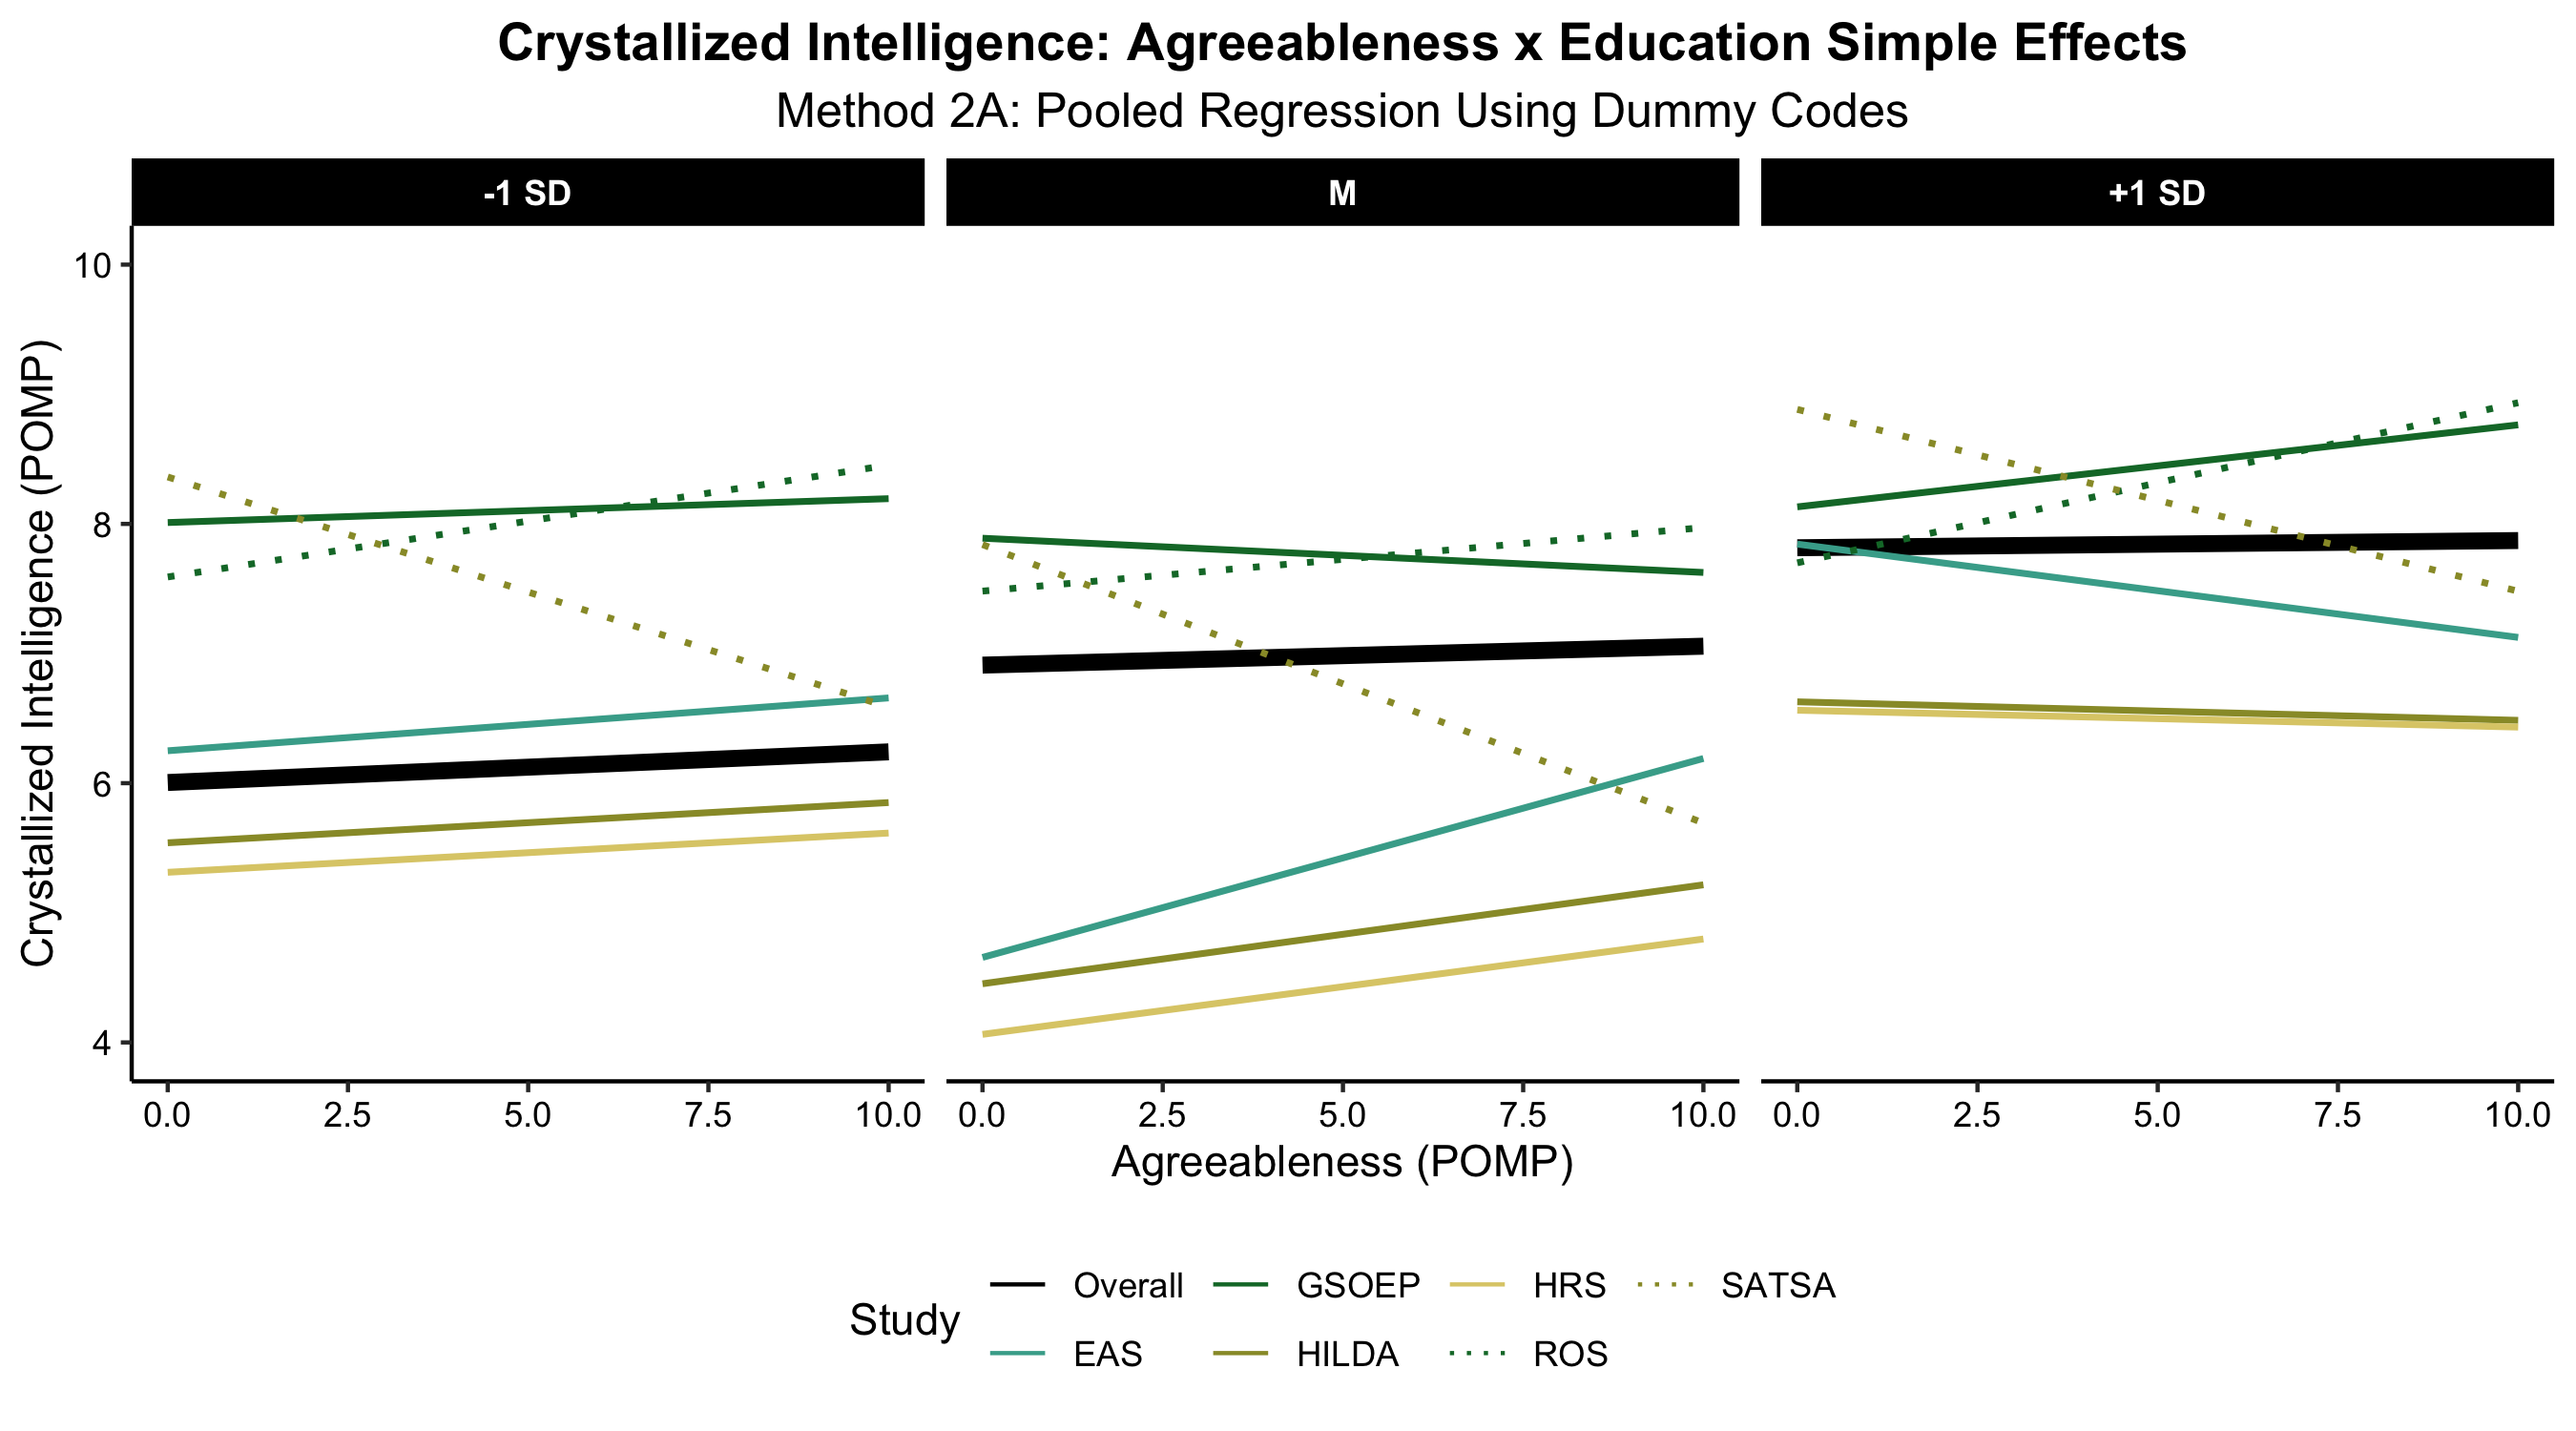 Crystallized Intelligence: Agreeableness x Education Simple Effects
Method 2A: Pooled Regression Using Dummy Codes
-1 SD M +1 SD
Crystallized Intelligence (POMP)
10
8
6
4
0.0 2.5 5.0 7.5 10.0 0.0 2.5 5.0 7.5 10.0 0.0 2.5 5.0 7.5 10.0
Agreeableness (POMP)
Study
Overall GSOEP HRS SATSA
EAS HILDA ROS